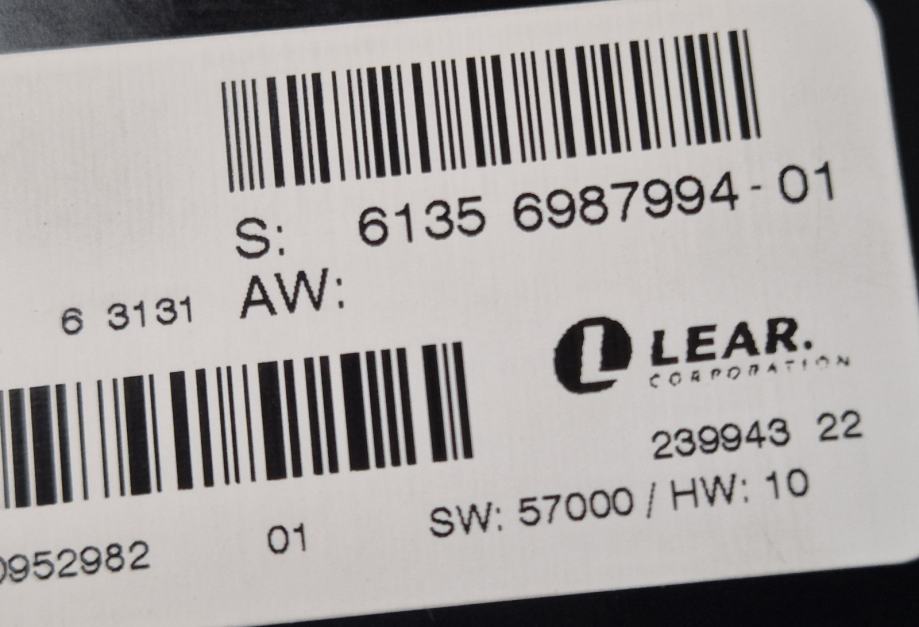 S: 6135 6987994-01
6 3131 AW:
LEAR.
CORPORATION
239943 22
0952982 01 SW: 57000 / HW: 10